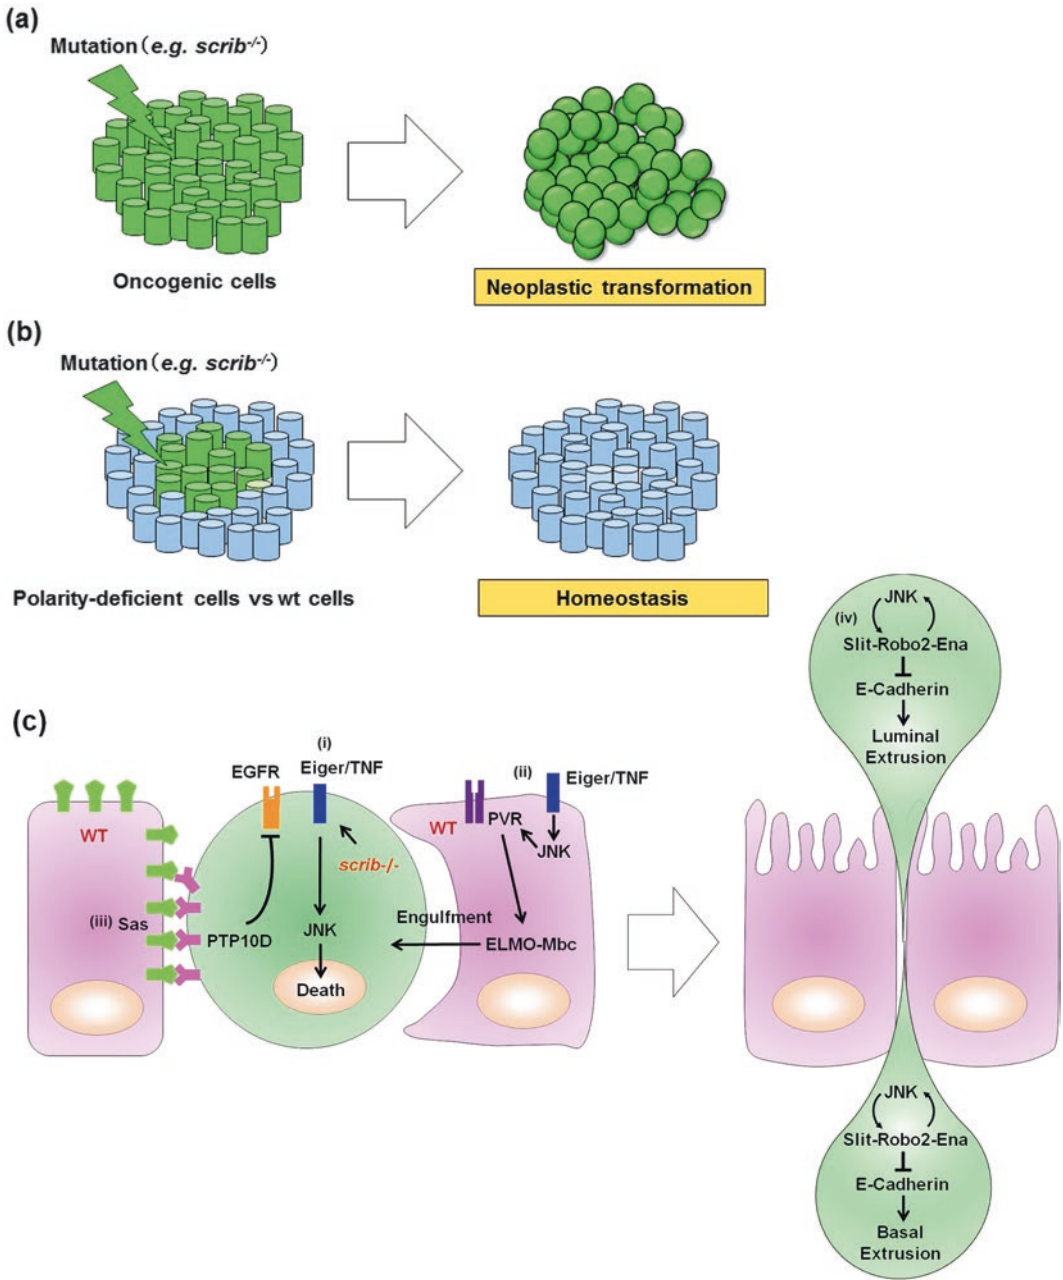 (a)
Mutation (e.g. scrib-/-)
Oncogenic cells
Neoplastic transformation
(b)
Mutation (e.g. scrib-/-)
Polarity-deficient cells vs wt cells
Homeostasis
(c)
WT
(iii) Sas
EGFR
(i)
Eiger/TNF
scrib-/-
PTP10D
JNK
Death
Engulfment
WT
PVR
(ii)
Eiger/TNF
JNK
ELMO-Mbc
(iv)
JNK
Slit-Robo2-Ena
E-Cadherin
Luminal
Extrusion
JNK
Slit-Robo2-Ena
E-Cadherin
Basal
Extrusion